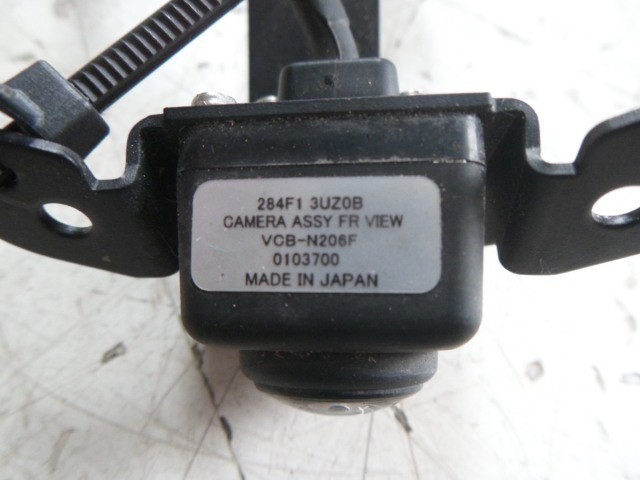 284F1 3UZ0B
CAMERA ASSY FR VIEW
VCB-N206F
0103700
MADE IN JAPAN